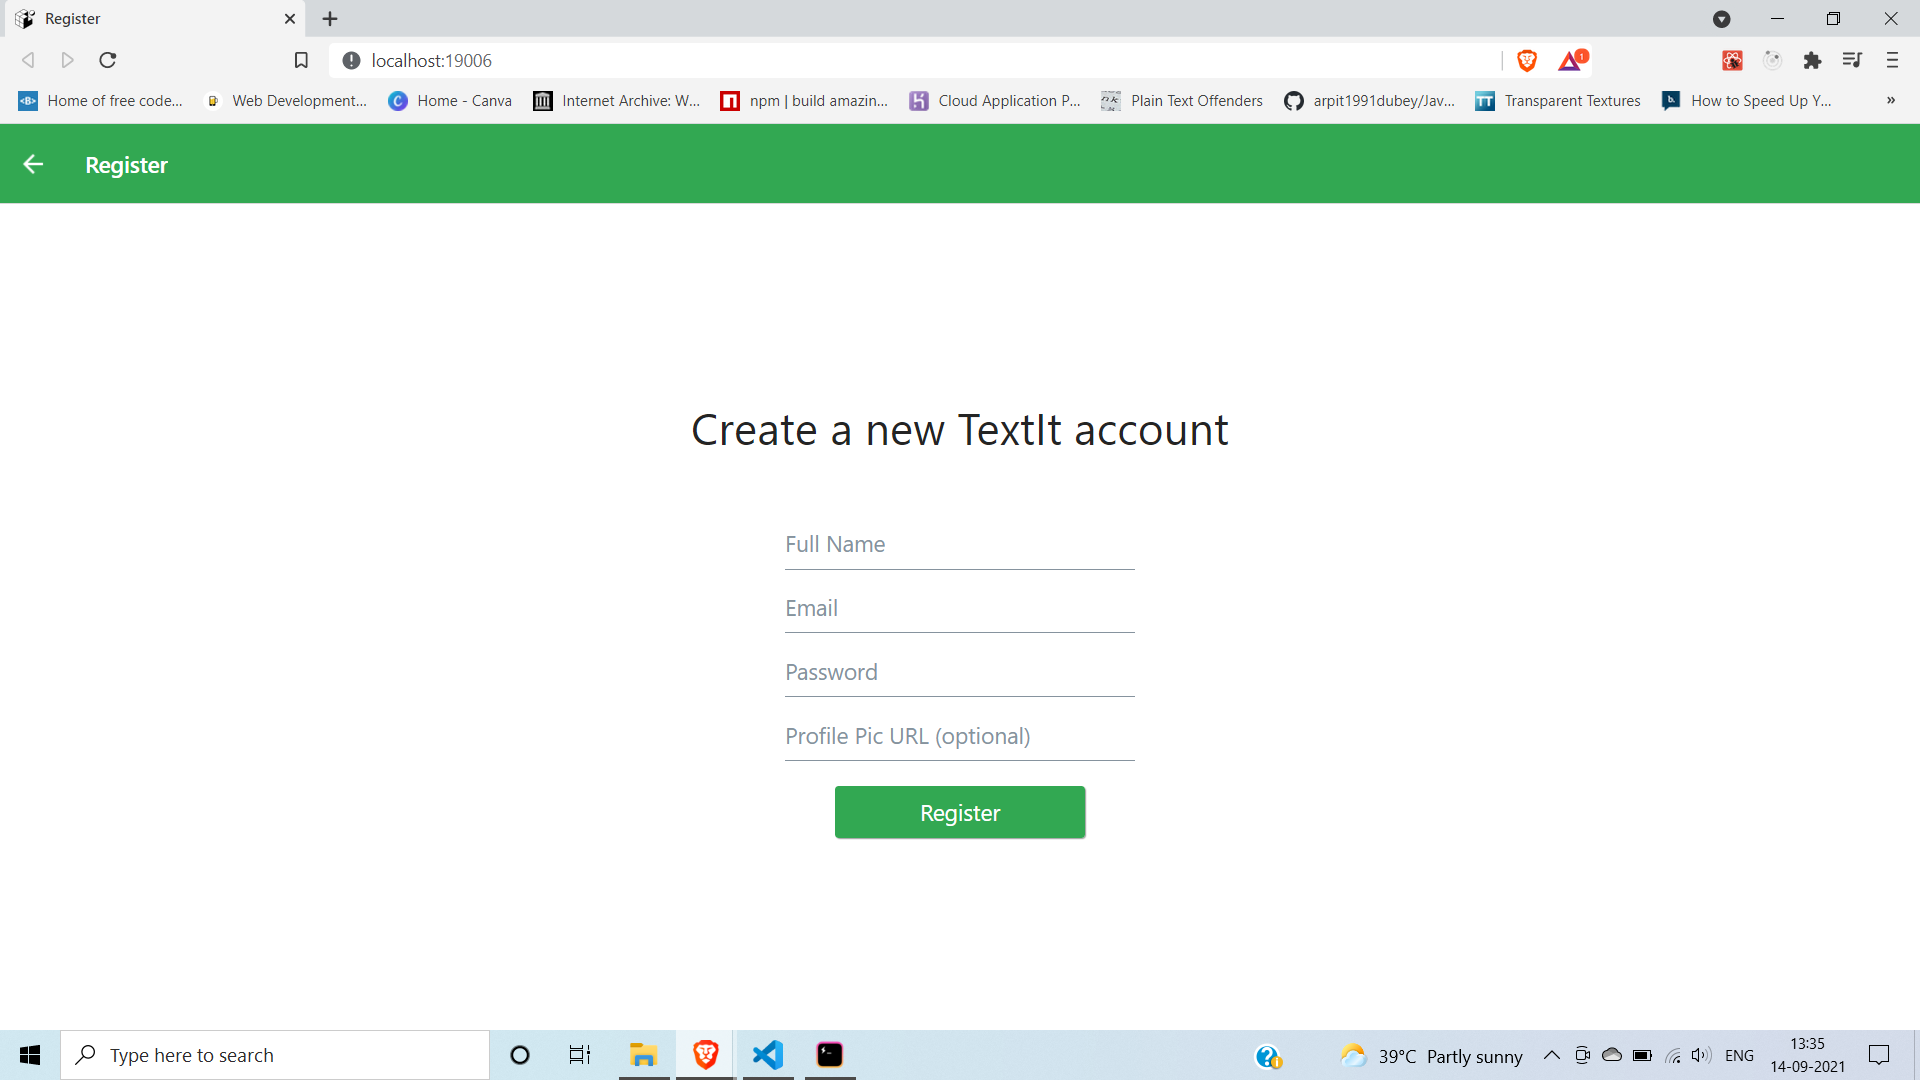 Register
localhost:19006
1
Home of free code...
Web Development...
Home - Canva
Internet Archive: W...
npm | build amazin...
Cloud Application P...
Plain Text Offenders
arpit1991dubey/Jav...
TT
Transparent Textures
b.
How to Speed Up Y...
»
Register
Create a new TextIt account
Full Name
Email
Password
Profile Pic URL (optional)
Register
Type here to search
39°C Partly sunny
ENG
13:35
14-09-2021